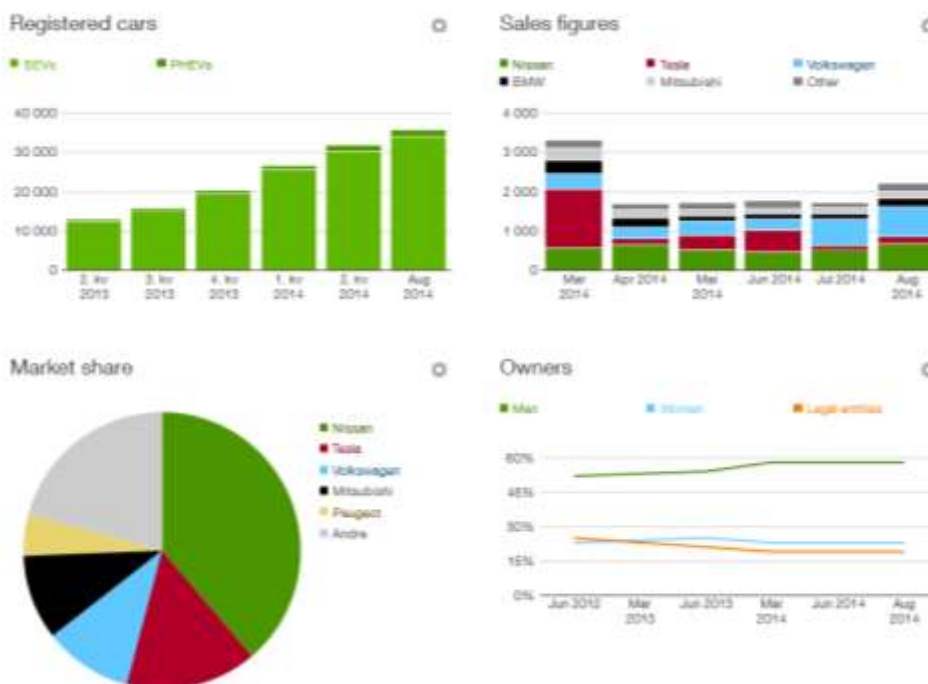 Registered cars
BEVs PHEVs
40 000
30 000
20 000
10 000
0
2. kv 2013
3. kv 2013
4. kv 2013
1. kv 2014
2. kv 2014
Aug 2014
Sales figures
Nissan Tesla Volkswagen
BMW Mitsubishi Other
4 000
3 000
2 000
1 000
0
Mar 2014
Apr 2014
Mai 2014
Jun 2014
Jul 2014
Aug 2014
Market share
Nissan
Tesla
Volkswagen
Mitsubishi
Peugeot
Andre
Owners
Men Women Legal entities
60%
45%
30%
15%
0%
Jun 2012
Mar 2013
Jun 2013
Mar 2014
Jun 2014
Aug 2014